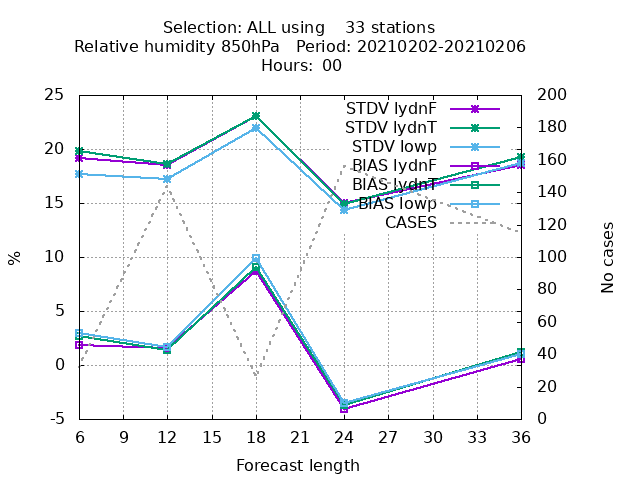 Selection: ALL using    33 stations
Relative humidity 850hPa   Period: 20210202-20210206
Hours: 00
25
20
15
10
5
0
-5
%
200
180
160
140
120
100
80
60
40
20
0
No cases
STDV lydnF
STDV lydnT
STDV lowp
BIAS lydnF
BIAS lydnT
BIAS lowp
CASES
6 9 12 15 18 21 24 27 30 33 36
Forecast length